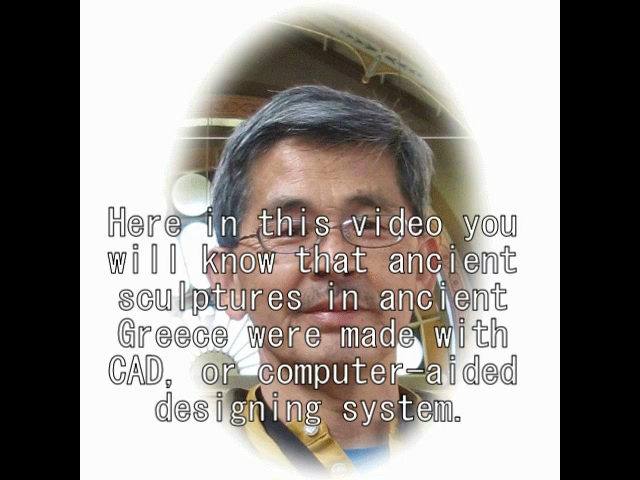 Here in this video you
will know that ancient
sculptures in ancient
Greece were made with
CAD, or computer-aided
designing system.